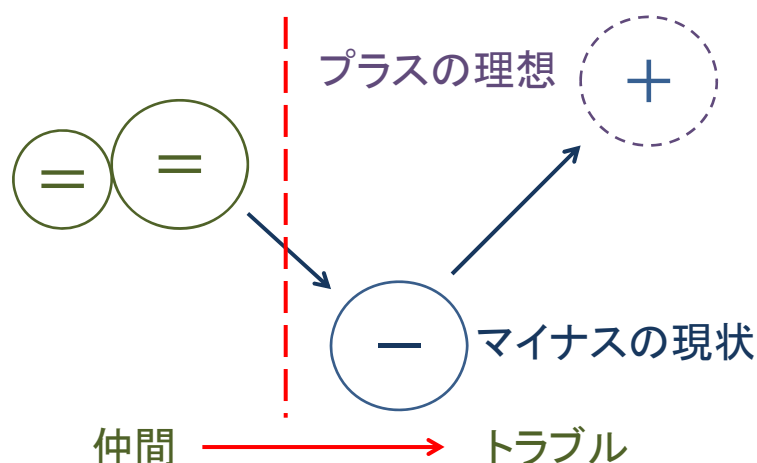 プラスの理想
+
= =
−
マイナスの現状
仲間 トラブル